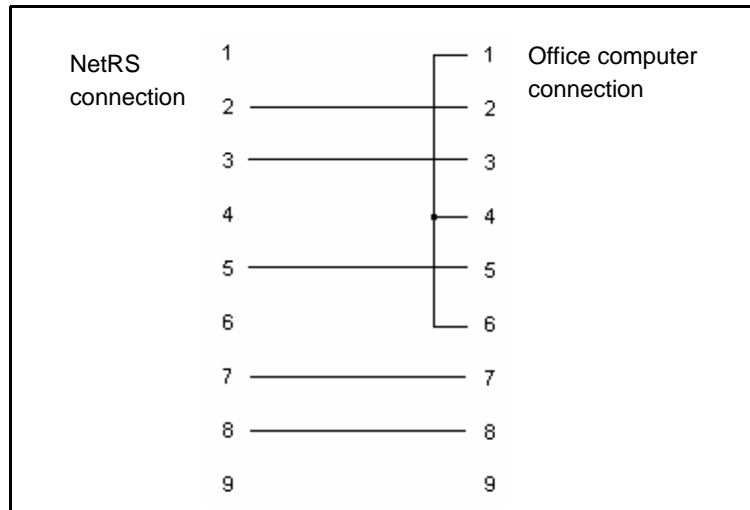 NetRS
connection
Office computer
connection
1 1
2 2
3 3
4 4
5 5
6 6
7 7
8 8
9 9